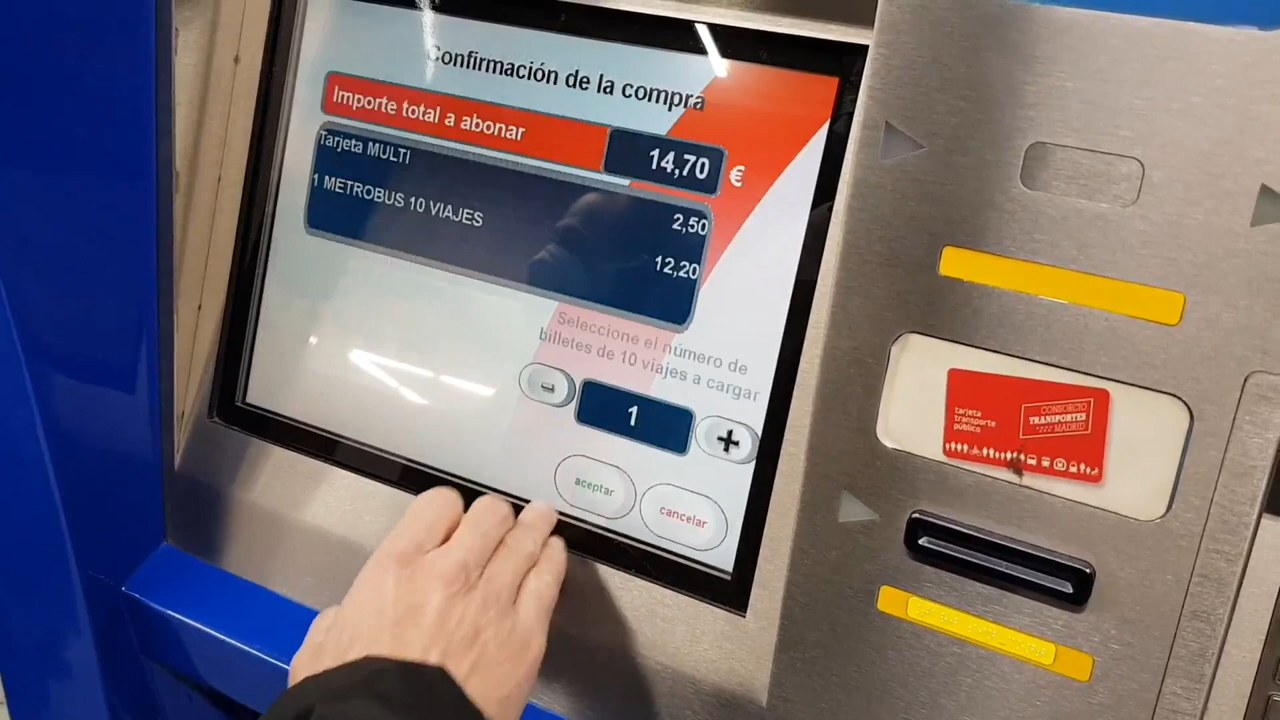 Confirmación de la compra
Importe total a abonar
14,70 €
Tarjeta MULTI
2,50
1 METROBUS 10 VIAJES
12,20
Seleccione el número de
billetes de 10 viajes a cargar
-
1
+
aceptar
cancelar
tarjeta
transporte
público
CONSORCIO
TRANSPORTES
MADRID